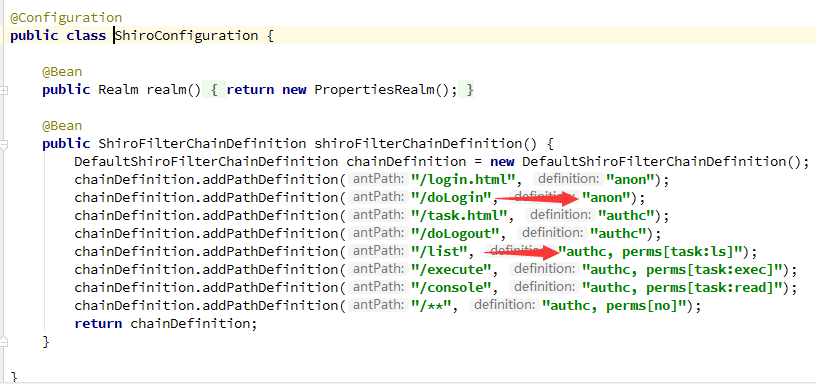 @Configuration
public class ShiroConfiguration {
@Bean
public Realm realm() { return new PropertiesRealm(); }
@Bean
public ShiroFilterChainDefinition shiroFilterChainDefinition() {
DefaultShiroFilterChainDefinition chainDefinition = new DefaultShiroFilterChainDefinition();
chainDefinition.addPathDefinition( antPath: "/login.html", definition: "anon");
chainDefinition.addPathDefinition( antPath: "/doLogin", definition: "anon");
chainDefinition.addPathDefinition( antPath: "/task.html", definition: "authc");
chainDefinition.addPathDefinition( antPath: "/doLogout", definition: "authc");
chainDefinition.addPathDefinition( antPath: "/list", definition: "authc, perms[task:ls]");
chainDefinition.addPathDefinition( antPath: "/execute", definition: "authc, perms[task:exec]");
chainDefinition.addPathDefinition( antPath: "/console", definition: "authc, perms[task:read]");
chainDefinition.addPathDefinition( antPath: "/**", definition: "authc, perms[no]");
return chainDefinition;
}
}